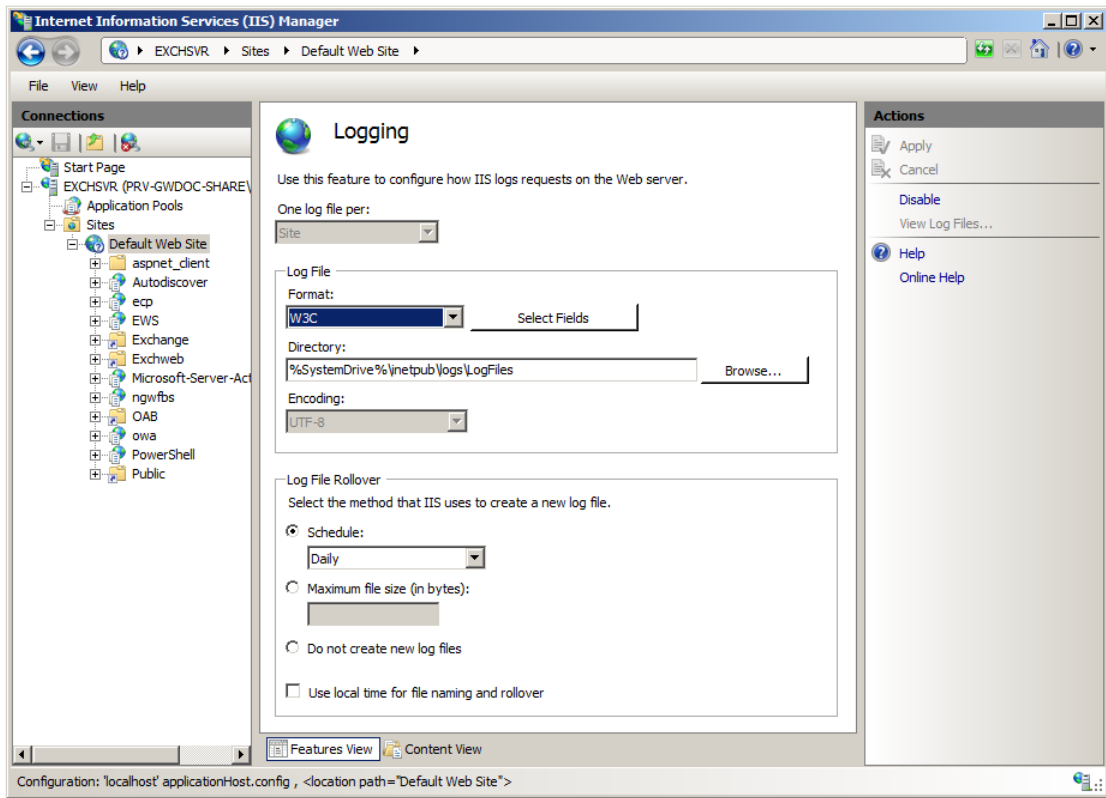 Internet Information Services (IIS) Manager
EXCHSVR Sites Default Web Site
File View Help
Connections
Start Page
EXCHSVR (PRV-GWDOC-SHARE\
Application Pools
Sites
Default Web Site
aspnet_client
Autodiscover
ecp
EWS
Exchange
Exchweb
Microsoft-Server-Act
ngwfbs
OAB
owa
PowerShell
Public
Logging
Use this feature to configure how IIS logs requests on the Web server.
One log file per:
Site
Log File
Format:
W3C
Select Fields
Directory:
%SystemDrive%\inetpub\logs\LogFiles
Browse...
Encoding:
UTF-8
Log File Rollover
Select the method that IIS uses to create a new log file.
Schedule:
Daily
Maximum file size (in bytes):
Do not create new log files
Use local time for file naming and rollover
Features View Content View
Actions
Apply
Cancel
Disable
View Log Files...
Help
Online Help
Configuration: 'localhost' applicationHost.config , <location path="Default Web Site">